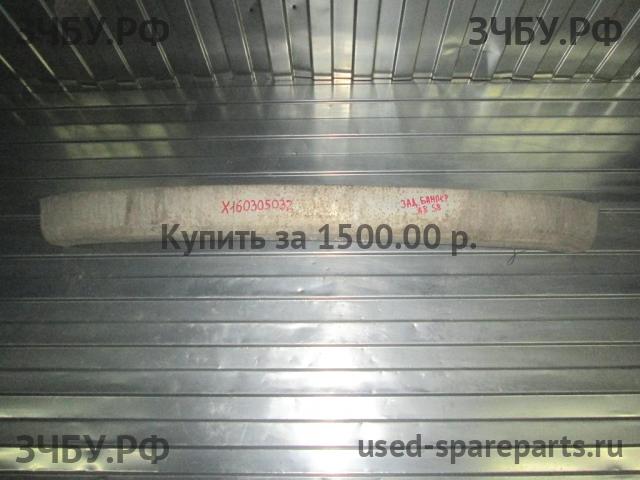 ЗЧБУ.РФ ЗЧБУ.РФ
X160305032 ЗАД. БАМПЕР
Купить за 1500.00 р.
ЗЧБУ.РФ used-spareparts.ru